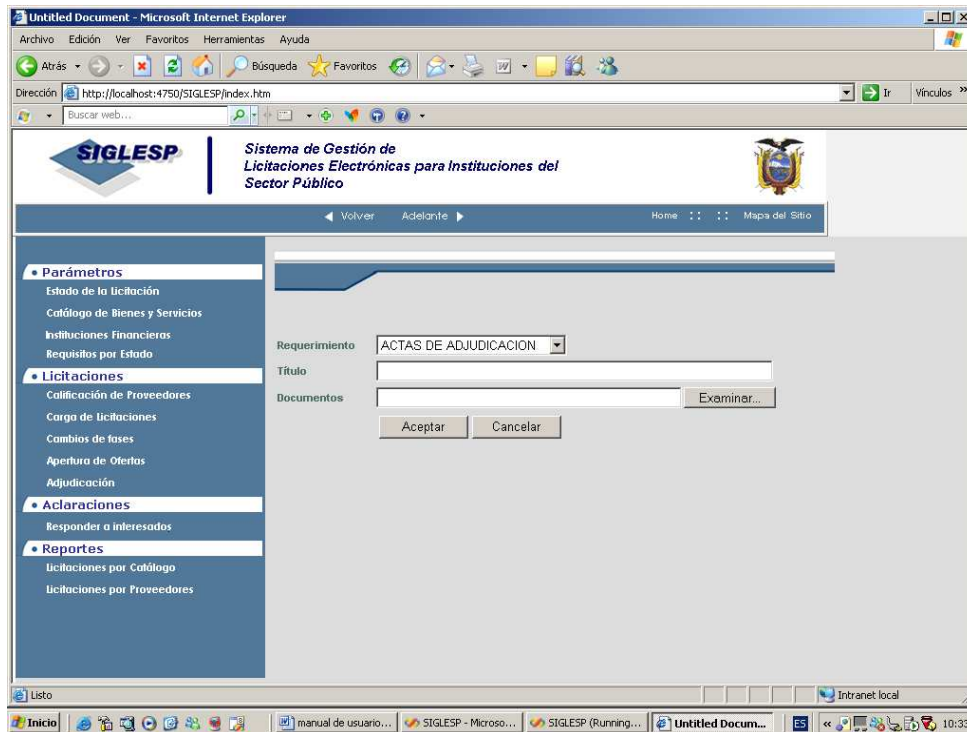 Untitled Document - Microsoft Internet Explorer
Archivo Edición Ver Favoritos Herramientas Ayuda
Atrás Búsqueda Favoritos
Dirección http://localhost:4750/SIGLESP/index.htm Ir Vínculos »
Buscar web...
SIGLESP
Sistema de Gestión de
Licitaciones Electrónicas para Instituciones del
Sector Público
Volver Adelante Home :: :: Mapa del Sitio
• Parámetros
Estado de la licitación
Catálogo de Bienes y Servicios
Instituciones Financieras
Requisitos por Estado
• Licitaciones
Calificación de Proveedores
Carga de licitaciones
Cambios de fases
Apertura de Ofertas
Adjudicación
• Aclaraciones
Responder a interesados
• Reportes
licitaciones por Catálogo
licitaciones por Proveedores
Requerimiento ACTAS DE ADJUDICACION
Título
Documentos Examinar...
Aceptar Cancelar
Listo Intranet local
Inicio manual de usuario... SIGLESP - Microso... SIGLESP (Running... Untitled Docum... ES « 10:33